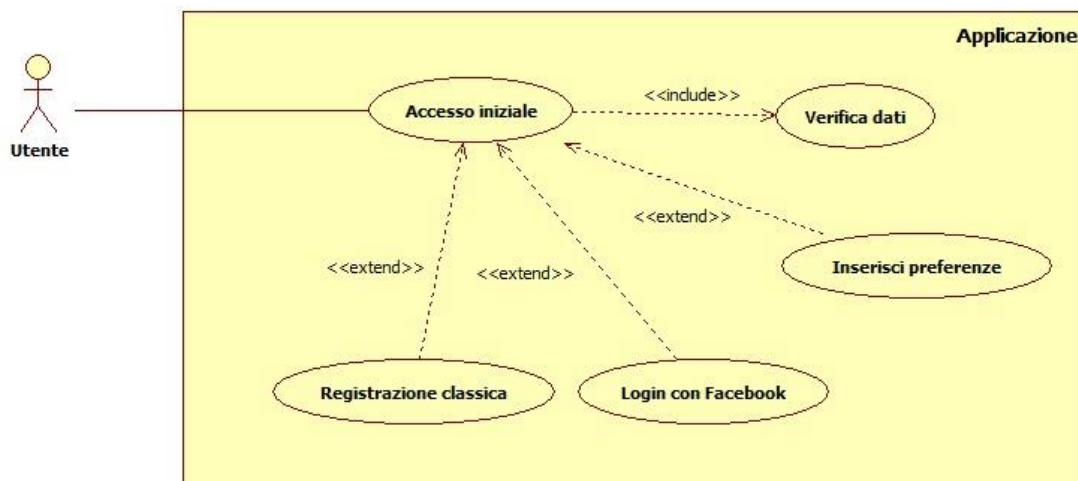 Applicazione
<<include>>
Accesso iniziale
Verifica dati
Utente
<<extend>>
<<extend>>
<<extend>>
Inserisci preferenze
Registrazione classica
Login con Facebook